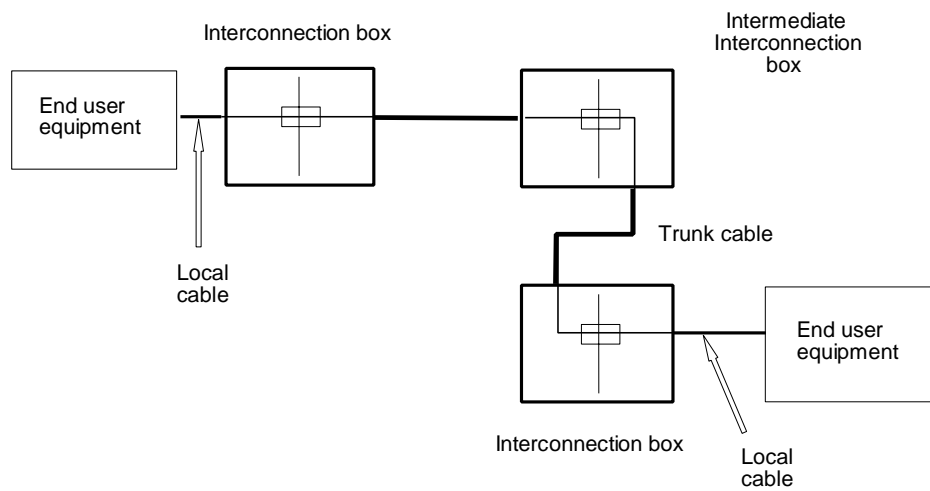 Interconnection box
Intermediate
Interconnection
box
End user
equipment
Local
cable
Trunk cable
End user
equipment
Interconnection box
Local
cable